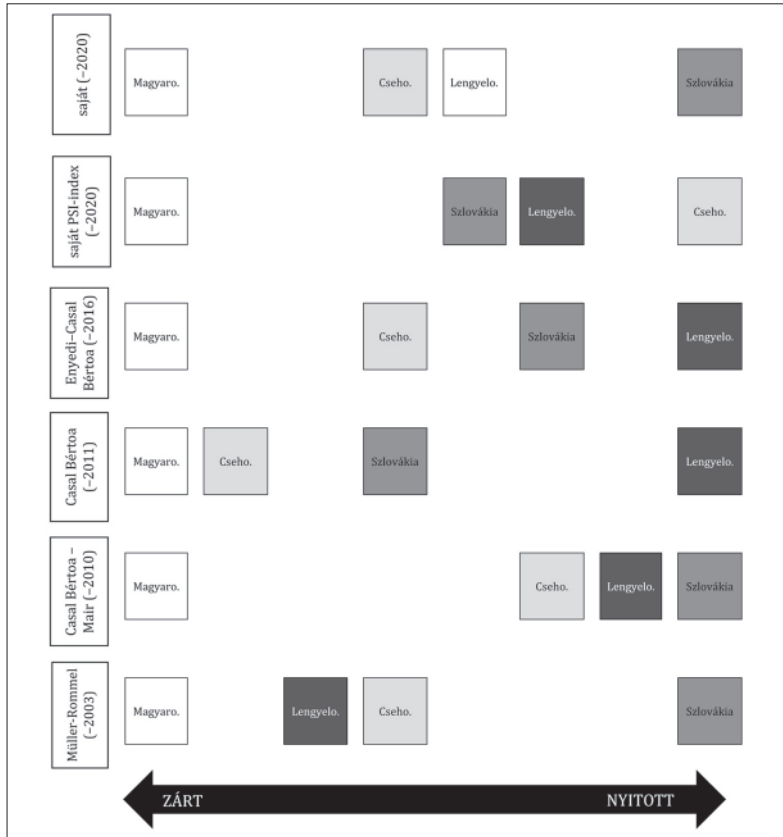 saját (–2020)
Magyaro.
Cseho.
Lengyelo.
Szlovákia
saját PSI-index
(–2020)
Magyaro.
Szlovákia
Lengyelo.
Cseho.
Enyedi–Casal
Bértoa (–2016)
Magyaro.
Cseho.
Szlovákia
Lengyelo.
Casal Bértoa
(–2011)
Magyaro.
Cseho.
Szlovákia
Lengyelo.
Casal Bértoa –
Mair (–2010)
Magyaro.
Cseho.
Lengyelo.
Szlovákia
Müller-Rommel
(–2003)
Magyaro.
Lengyelo.
Cseho.
Szlovákia
ZÁRT
NYITOTT